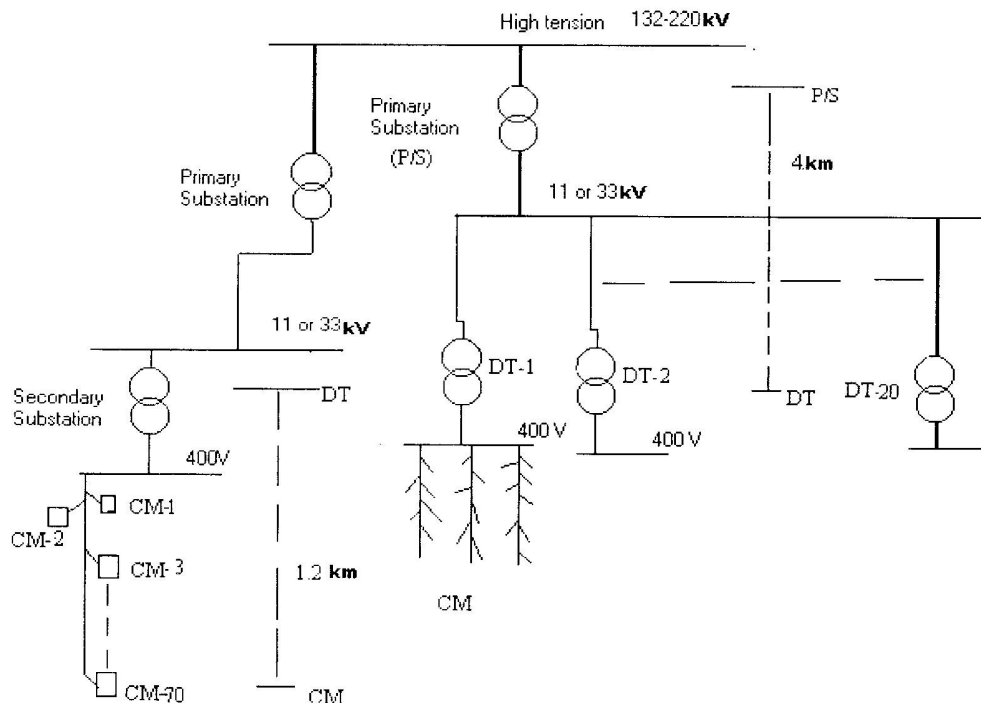 High tension 132-220kV
Primary
Substation
(P/S)
P/S
4km
Primary
Substation
11 or 33kV
11 or 33kV
DT-1
DT-2
DT
DT-20
Secondary
Substation
DT
400V
400 V
400 V
CM-1
CM-2
CM-3
1.2 km
CM
CM-70
CM